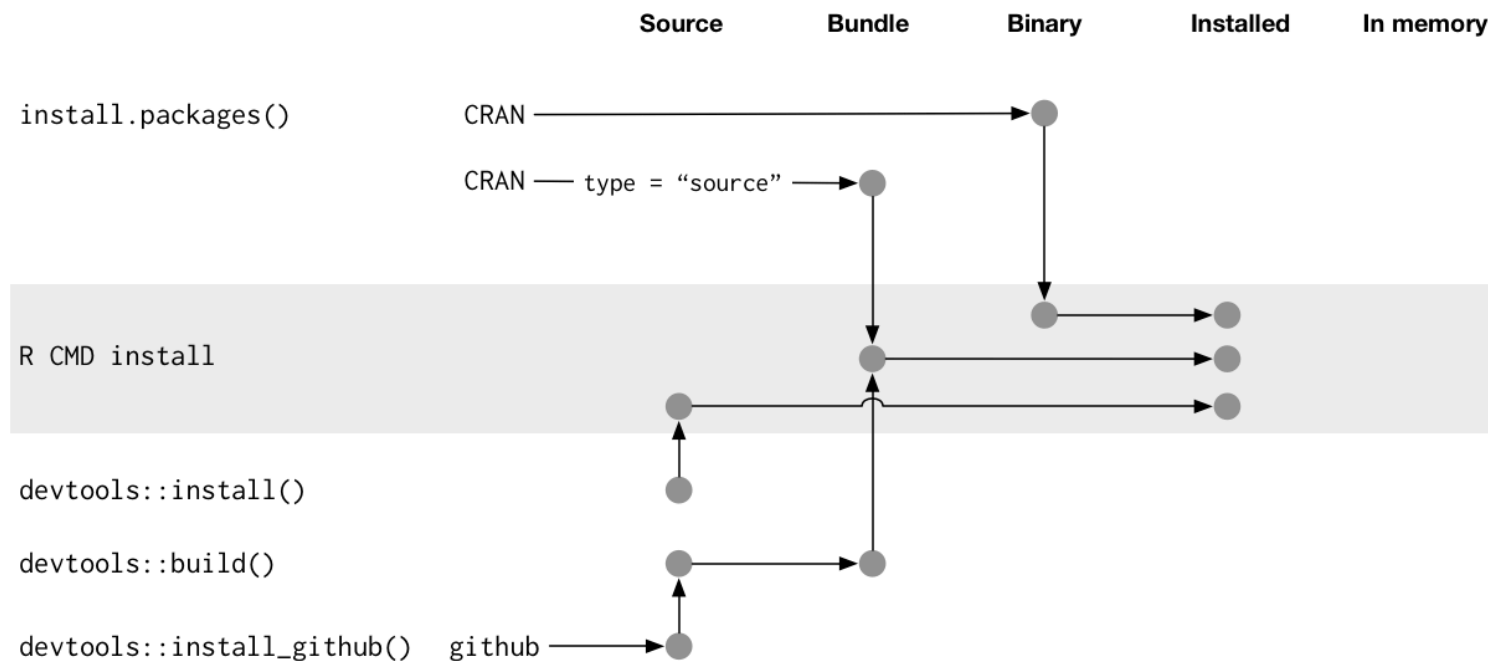 Source Bundle Binary Installed In memory
install.packages() CRAN
CRAN type = “source”
R CMD install
devtools::install()
devtools::build()
devtools::install_github() github